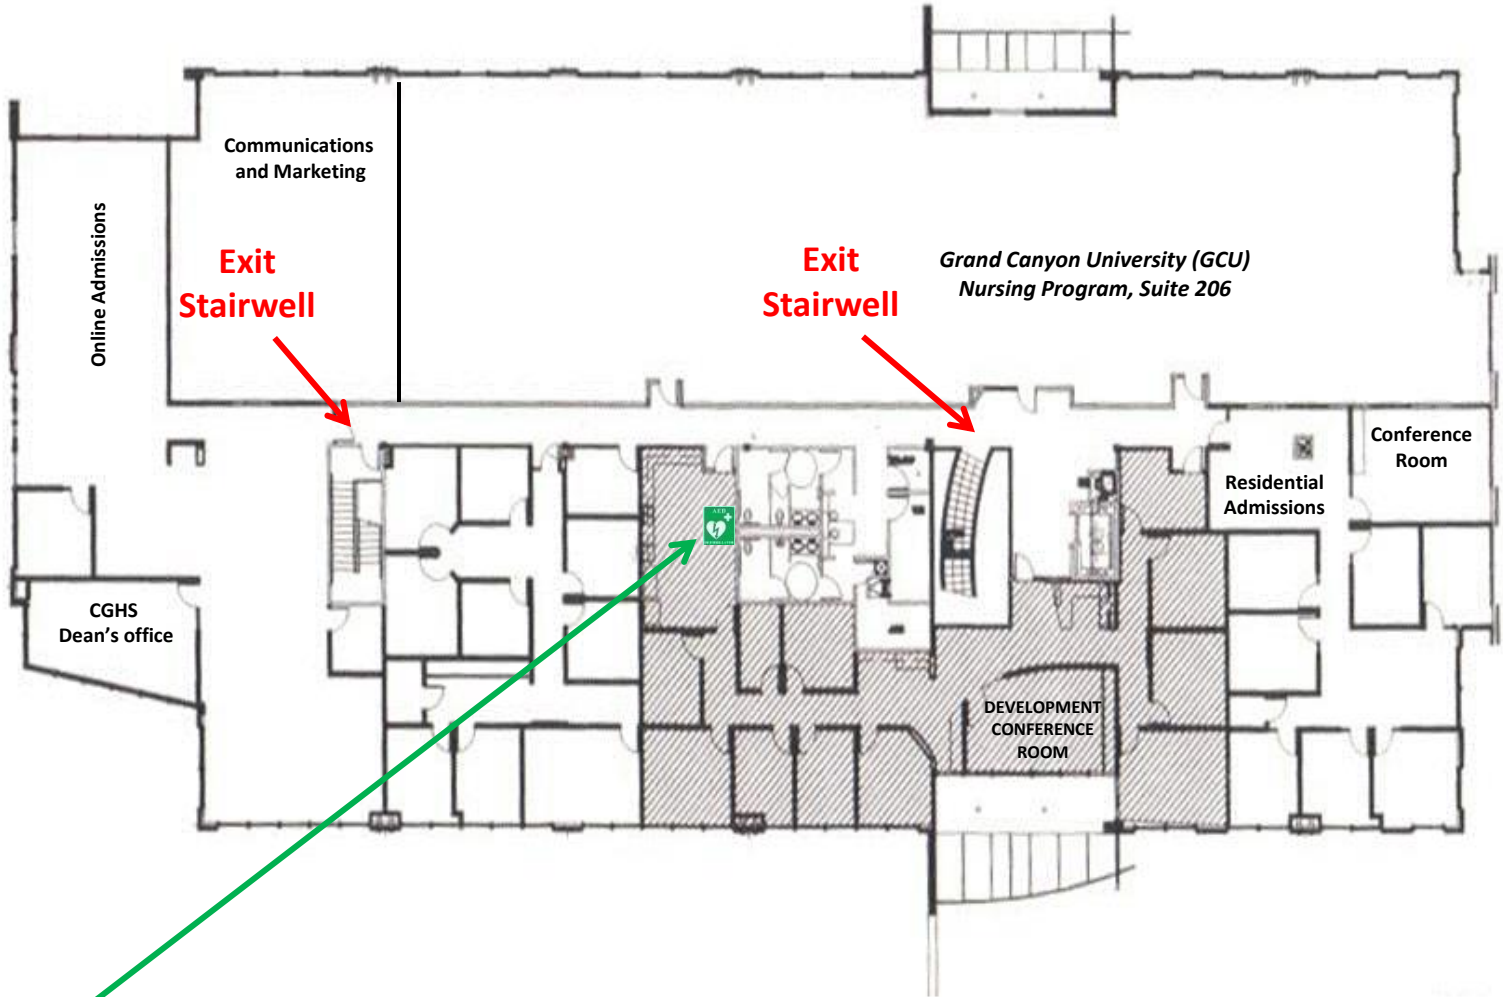 Communications
and Marketing
Online Admissions
Exit
Stairwell
Exit
Stairwell
Grand Canyon University (GCU)
Nursing Program, Suite 206
Conference
Room
Residential
Admissions
AED
CGHS
Dean's office
DEVELOPMENT
CONFERENCE
ROOM